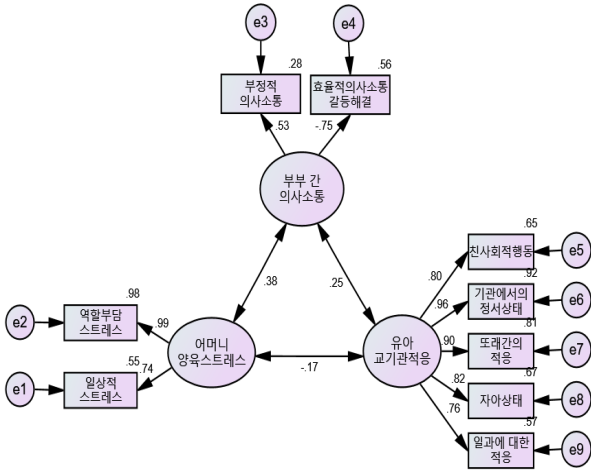 e3
e4
.28
.56
부정적
의사소통
효율적의사소통
갈등해결
.53
-.75
부부 간
의사소통
.65
친사회적행동
e5
.80
.38
.25
.92
기관에서의
정서상태
e6
.98
.96
역할부담
스트레스
e2
.99
.81
어머니
양육스트레스
유아
교기관적응
.90
또래간의
적응
e7
-.17
.55
.74
일상적
스트레스
e1
.67
.82
자아상태
e8
.76
.57
일과에 대한
적응
e9